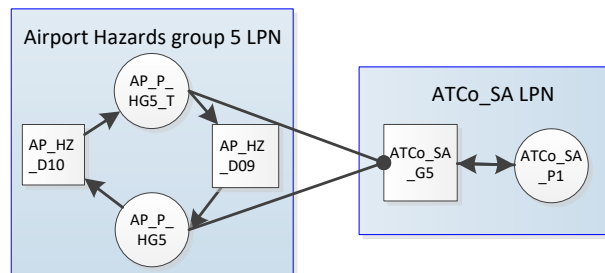 Airport Hazards group 5 LPN
AP_P_
HG5_T
AP_HZ
_D10
AP_HZ
_D09
AP_P_
HG5
ATCo_SA LPN
ATCo_SA
_G5
ATCo_SA
_P1